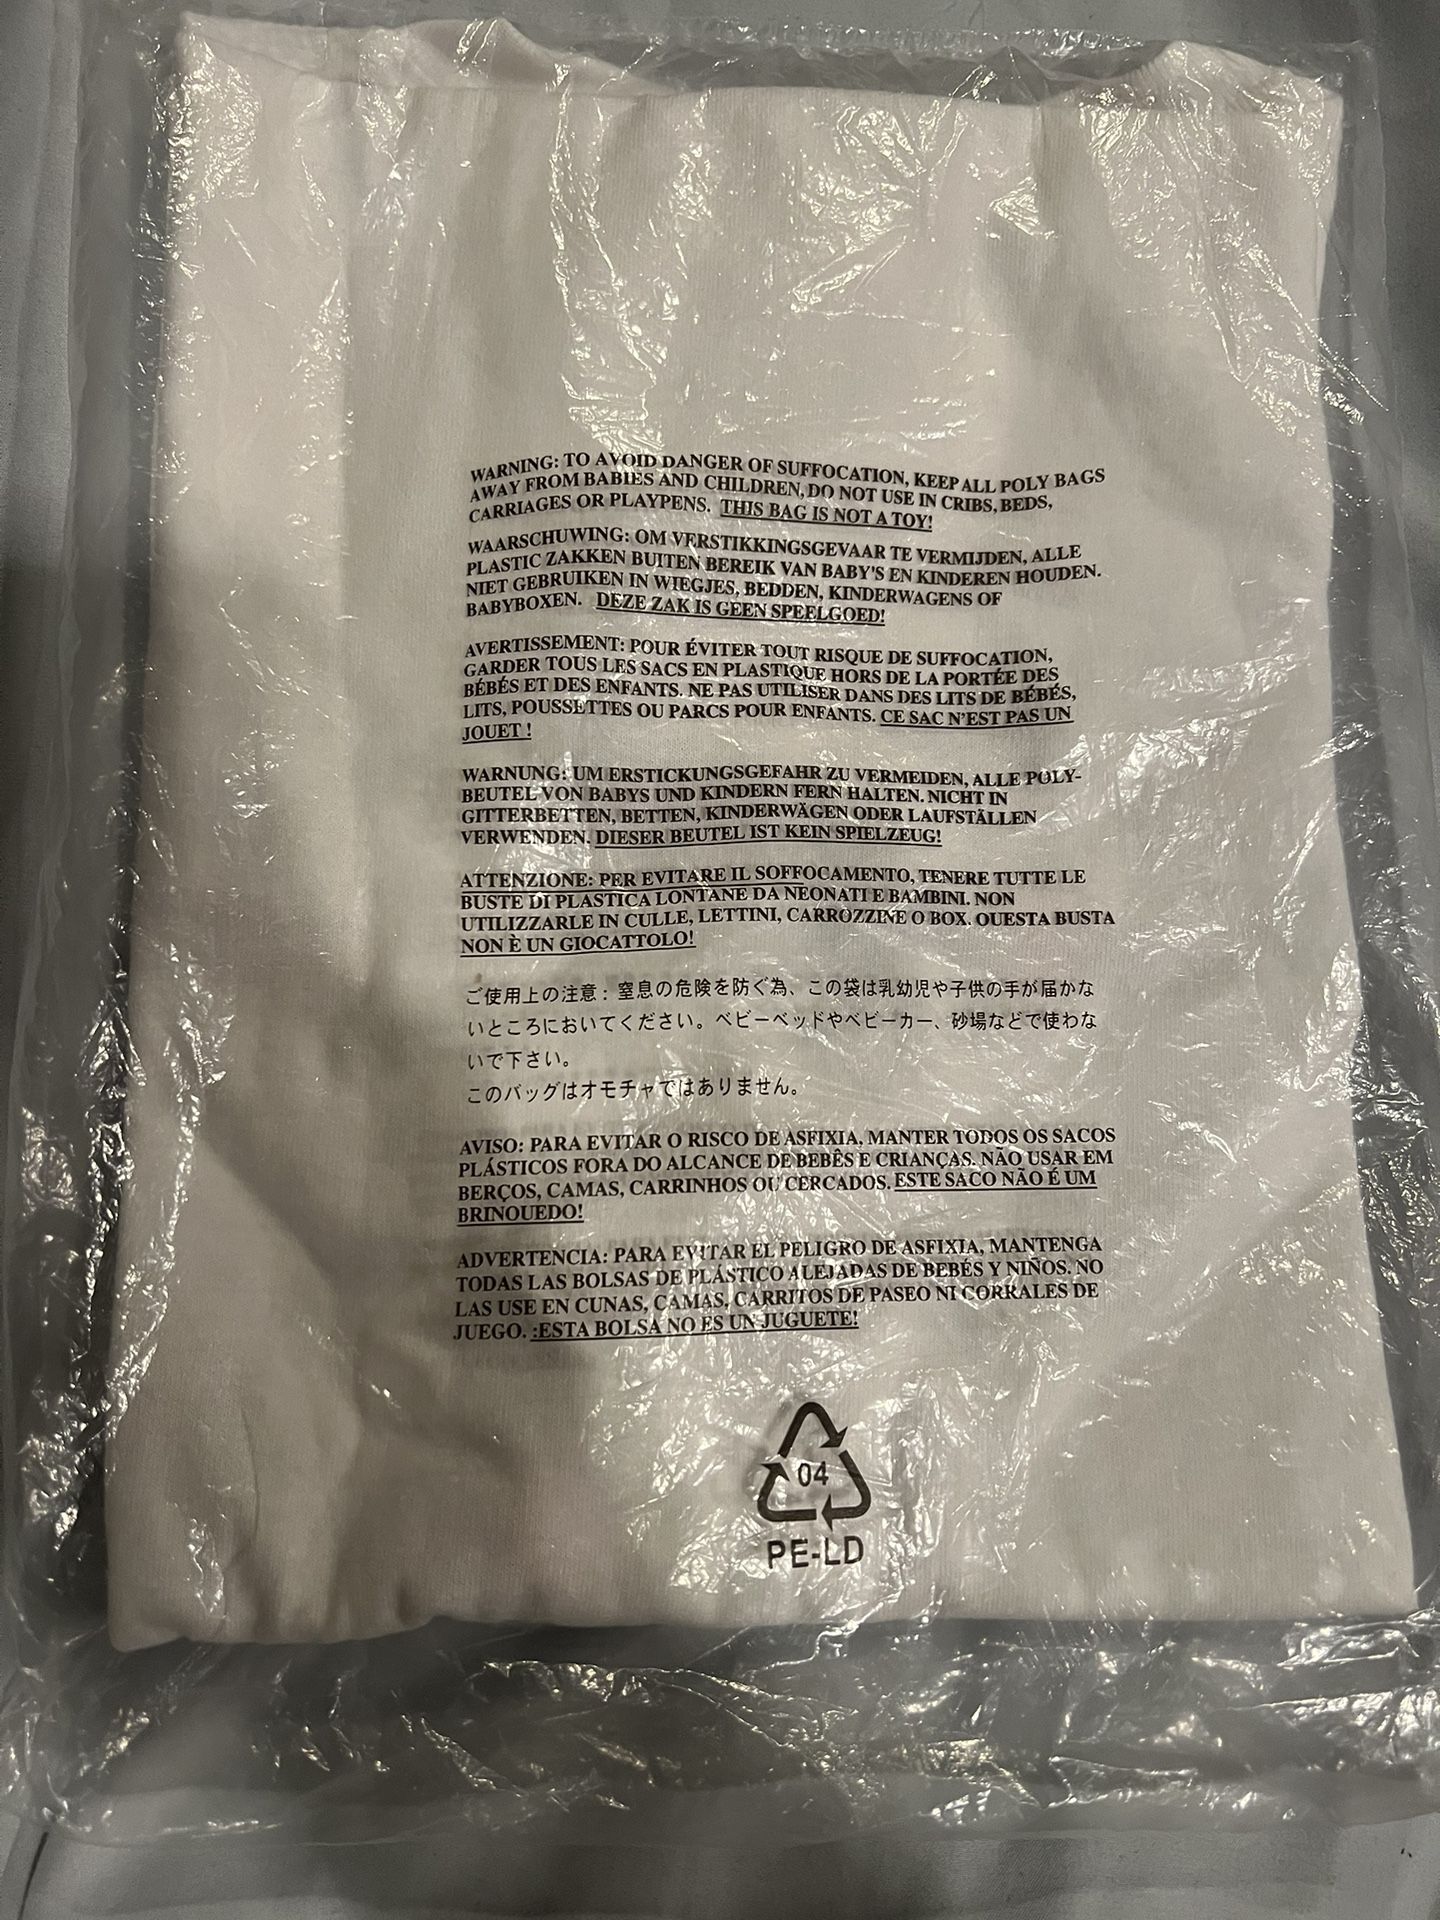 WARNING: TO AVOID DANGER OF SUFFOCATION, KEEP ALL POLY BAGS
AWAY FROM BABIES AND CHILDREN, DO NOT USE IN CRIBS, BEDS,
CARRIAGES OR PLAYPENS. THIS BAG IS NOT A TOY!
WAARSCHUWING: OM VERSTIKKINGSGEVAAR TE VERMIJDEN, ALLE
PLASTIC ZAKKEN BUITEN BEREIK VAN BABY'S EN KINDEREN HOUDEN.
NIET GEBRUIKEN IN WIEGJES, BEDDEN, KINDERWAGENS OF
BABYBOXEN. DEZE ZAK IS GEEN SPEELGOED!
AVERTISSEMENT: POUR ÉVITER TOUT RISQUE DE SUFFOCATION,
GARDER TOUS LES SACS EN PLASTIQUE HORS DE LA PORTÉE DES
BÉBÉS ET DES ENFANTS. NE PAS UTILISER DANS DES LITS DE BÉBÉS,
LITS, POUSSETTES OU PARCS POUR ENFANTS. CE SAC N'EST PAS UN
JOUET !
WARNUNG: UM ERSTICKUNGSGEFAHR ZU VERMEIDEN, ALLE POLY-
BEUTEL VON BABYS UND KINDERN FERN HALTEN. NICHT IN
GITTERBETTEN, BETTEN, KINDERWÄGEN ODER LAUFSTÄLLEN
VERWENDEN. DIESER BEUTEL IST KEIN SPIELZEUG!
ATTENZIONE: PER EVITARE IL SOFFOCAMENTO, TENERE TUTTE LE
BUSTE DI PLASTICA LONTANE DA NEONATI E BAMBINI. NON
UTILIZZARLE IN CULLE, LETTINI, CARROZZINE O BOX. OUESTA BUSTA
NON È UN GIOCATTOLO!
ご使用上の注意: 窒息の危険を防ぐ為、この袋は乳幼児や子供の手が届かな
いところにおいてください。ベビーベッドやベビーカー、砂場などで使わな
いで下さい。
このバッグはオモチャではありません。
AVISO: PARA EVITAR O RISCO DE ASFIXIA, MANTER TODOS OS SACOS
PLÁSTICOS FORA DO ALCANCE DE BEBÊS E CRIANÇAS. NÃO USAR EM
BERÇOS, CAMAS, CARRINHOS OU CERCADOS. ESTE SACO NÃO É UM
BRINOUEDO!
ADVERTENCIA: PARA EVITAR EL PELIGRO DE ASFIXIA, MANTENGA
TODAS LAS BOLSAS DE PLÁSTICO ALEJADAS DE BEBÉS Y NIÑOS. NO
LAS USE EN CUNAS, CAMAS, CARRITOS DE PASEO NI CORRALES DE
JUEGO. :ESTA BOLSA NO ES UN JUGUETE!
04
PE-LD